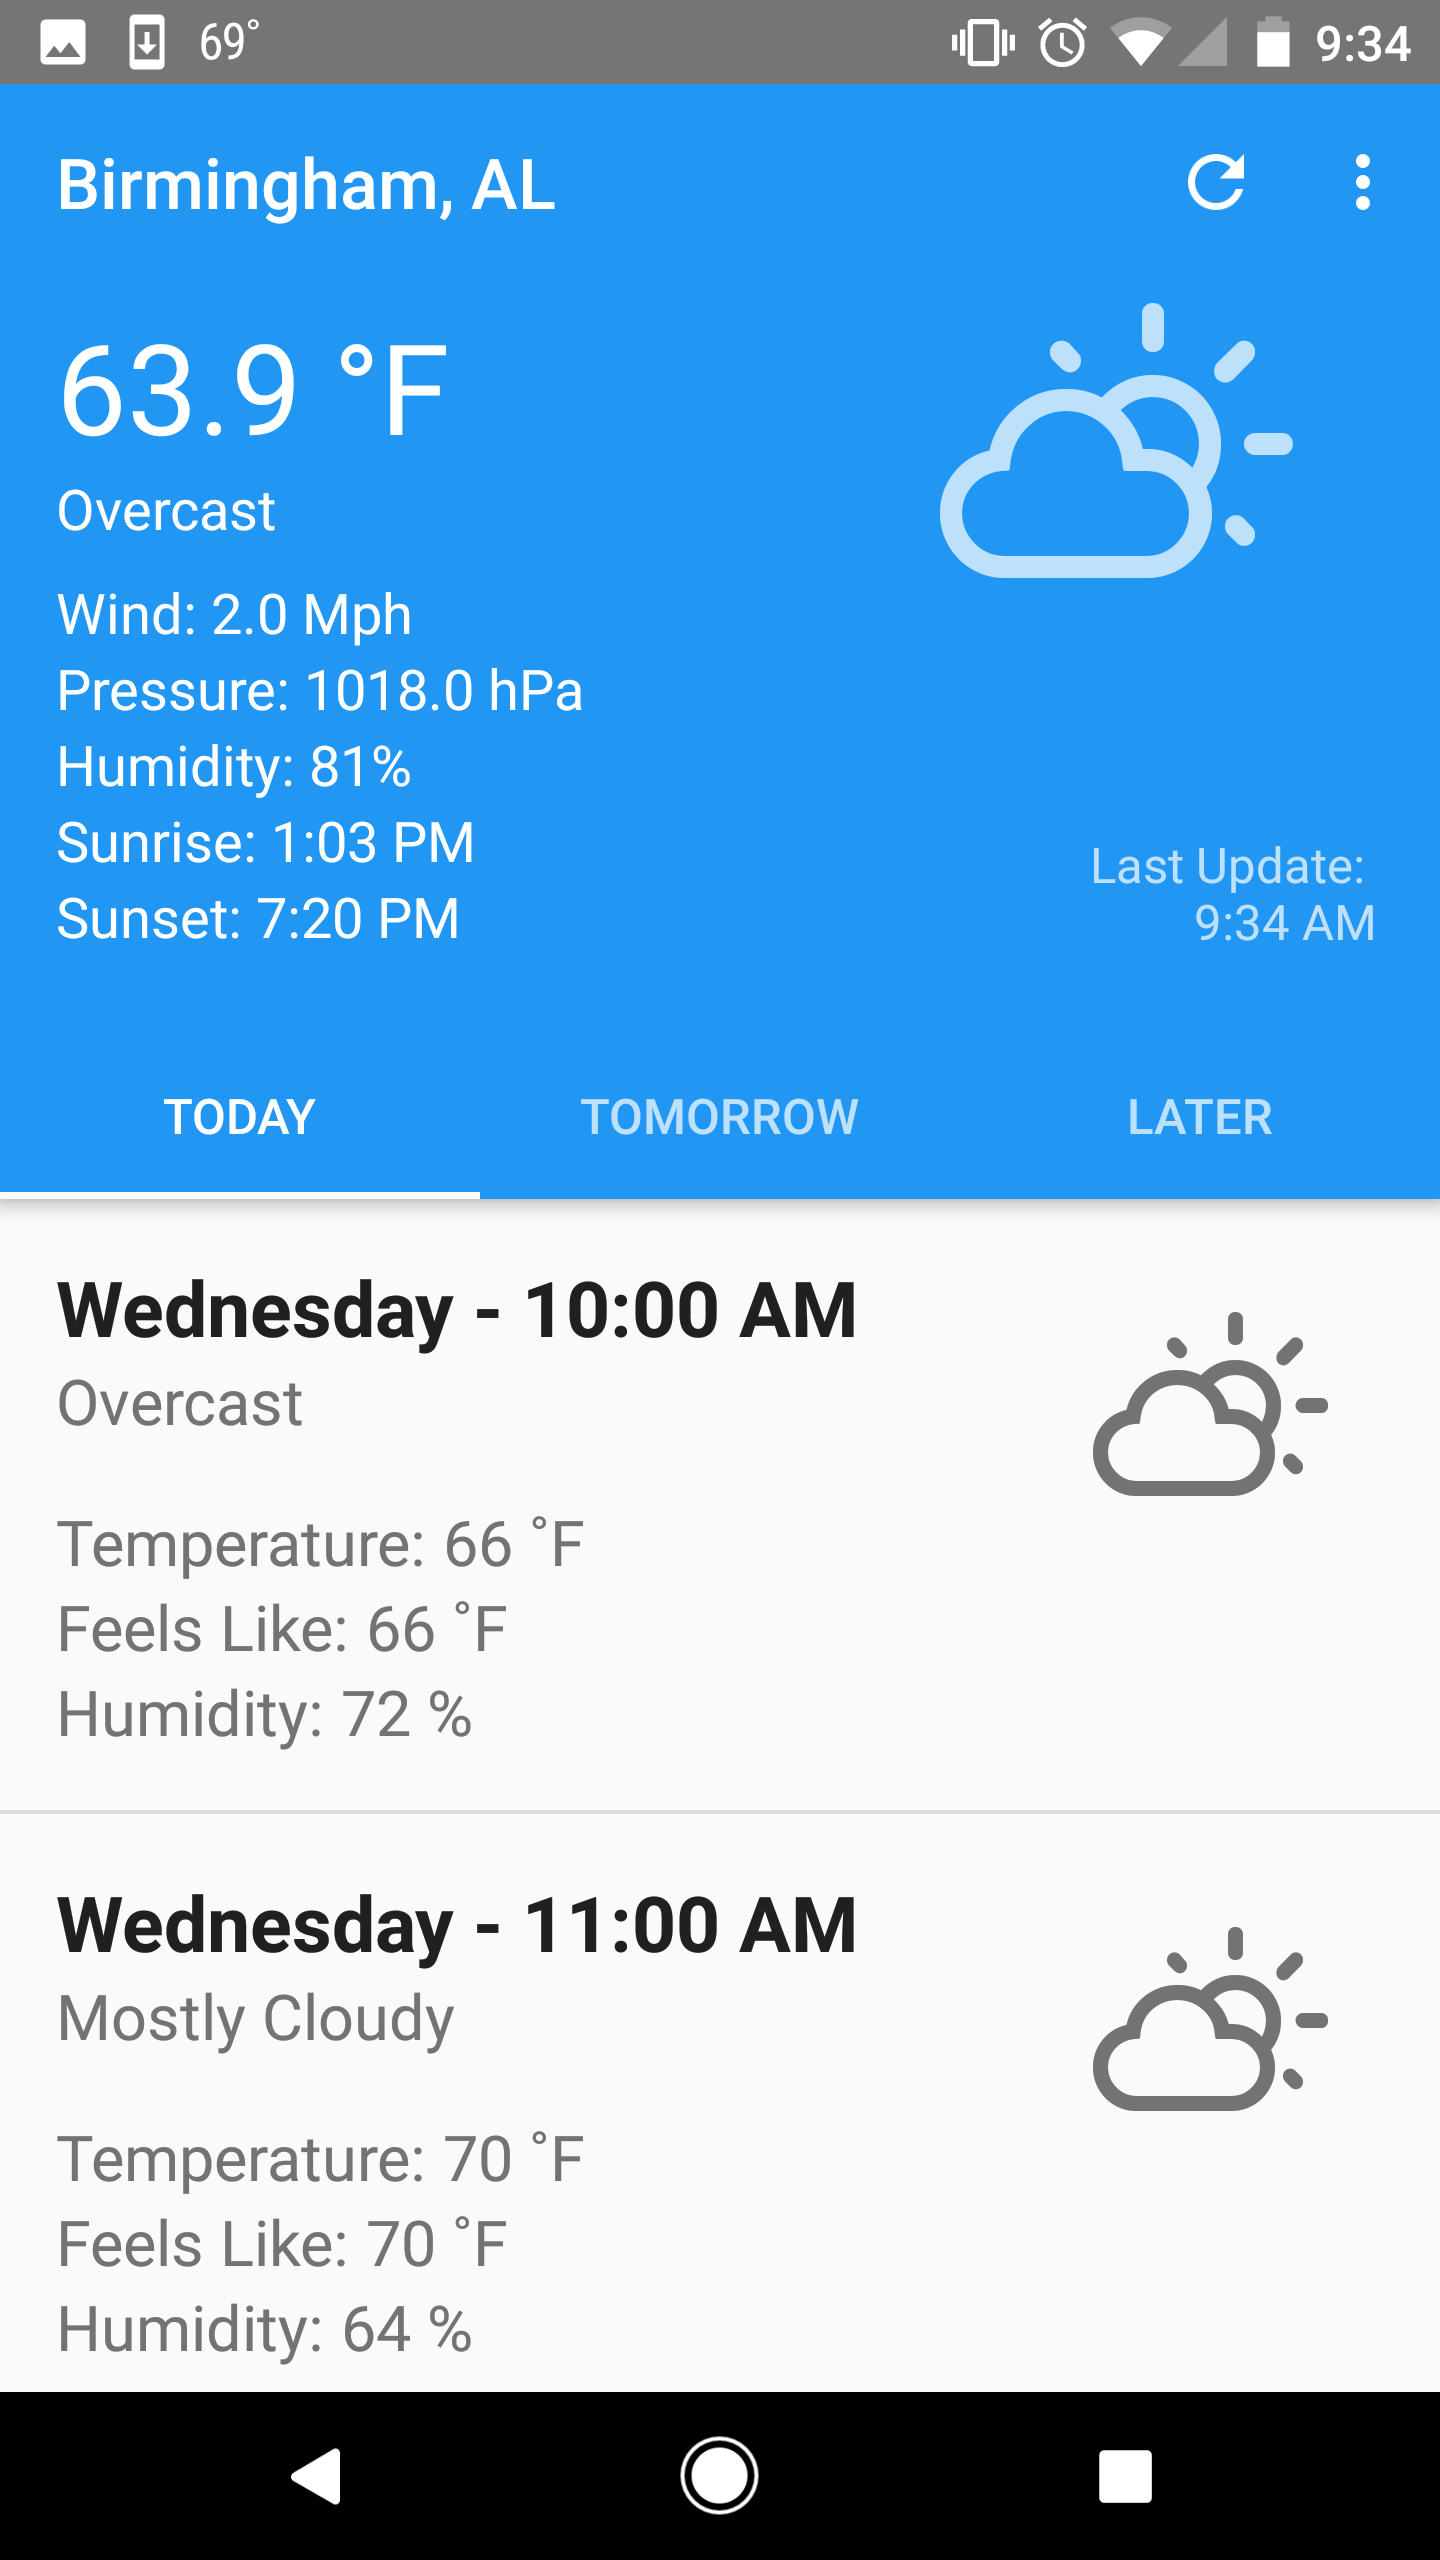 69°
9:34
Birmingham, AL
63.9 °F
Overcast
Wind: 2.0 Mph
Pressure: 1018.0 hPa
Humidity: 81%
Sunrise: 1:03 PM
Sunset: 7:20 PM
Last Update:
9:34 AM
TODAY
TOMORROW
LATER
Wednesday - 10:00 AM
Overcast
Temperature: 66 °F
Feels Like: 66 °F
Humidity: 72 %
Wednesday - 11:00 AM
Mostly Cloudy
Temperature: 70 °F
Feels Like: 70 °F
Humidity: 64 %